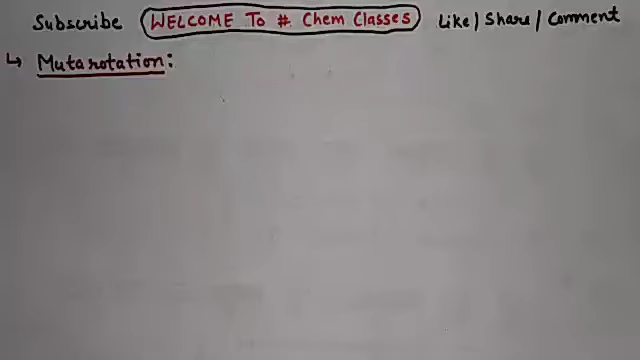 Subscribe WELCOME To # Chem Classes Like/Share/Comment
↳ Mutarotation: